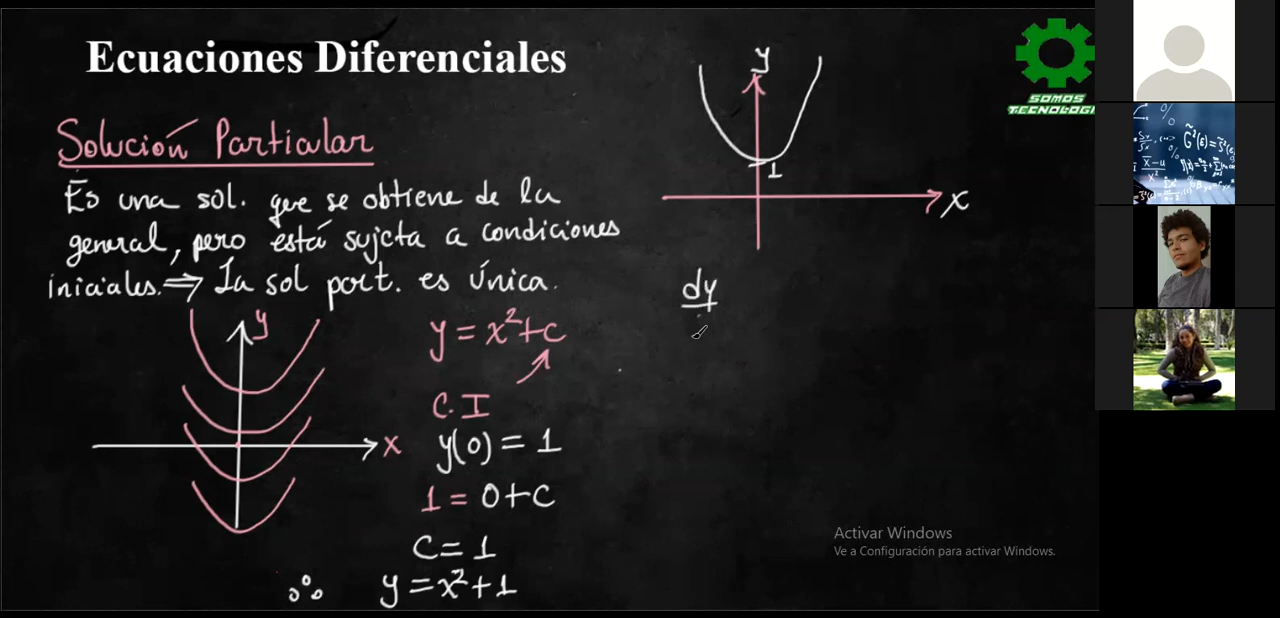 Ecuaciones Diferenciales
Solución Particular
Es una sol. que se obtiene de la
general, pero está sujeta a condiciones
iniciales. ⇒ La sol part. es única.
y
x
y = x²+c
C.I
y(0) = 1
1 = 0+c
C = 1
∴ y = x²+1
y
1
x
dy
SOMOS
TECNOLOGI
Activar Windows
Ve a Configuración para activar Windows.